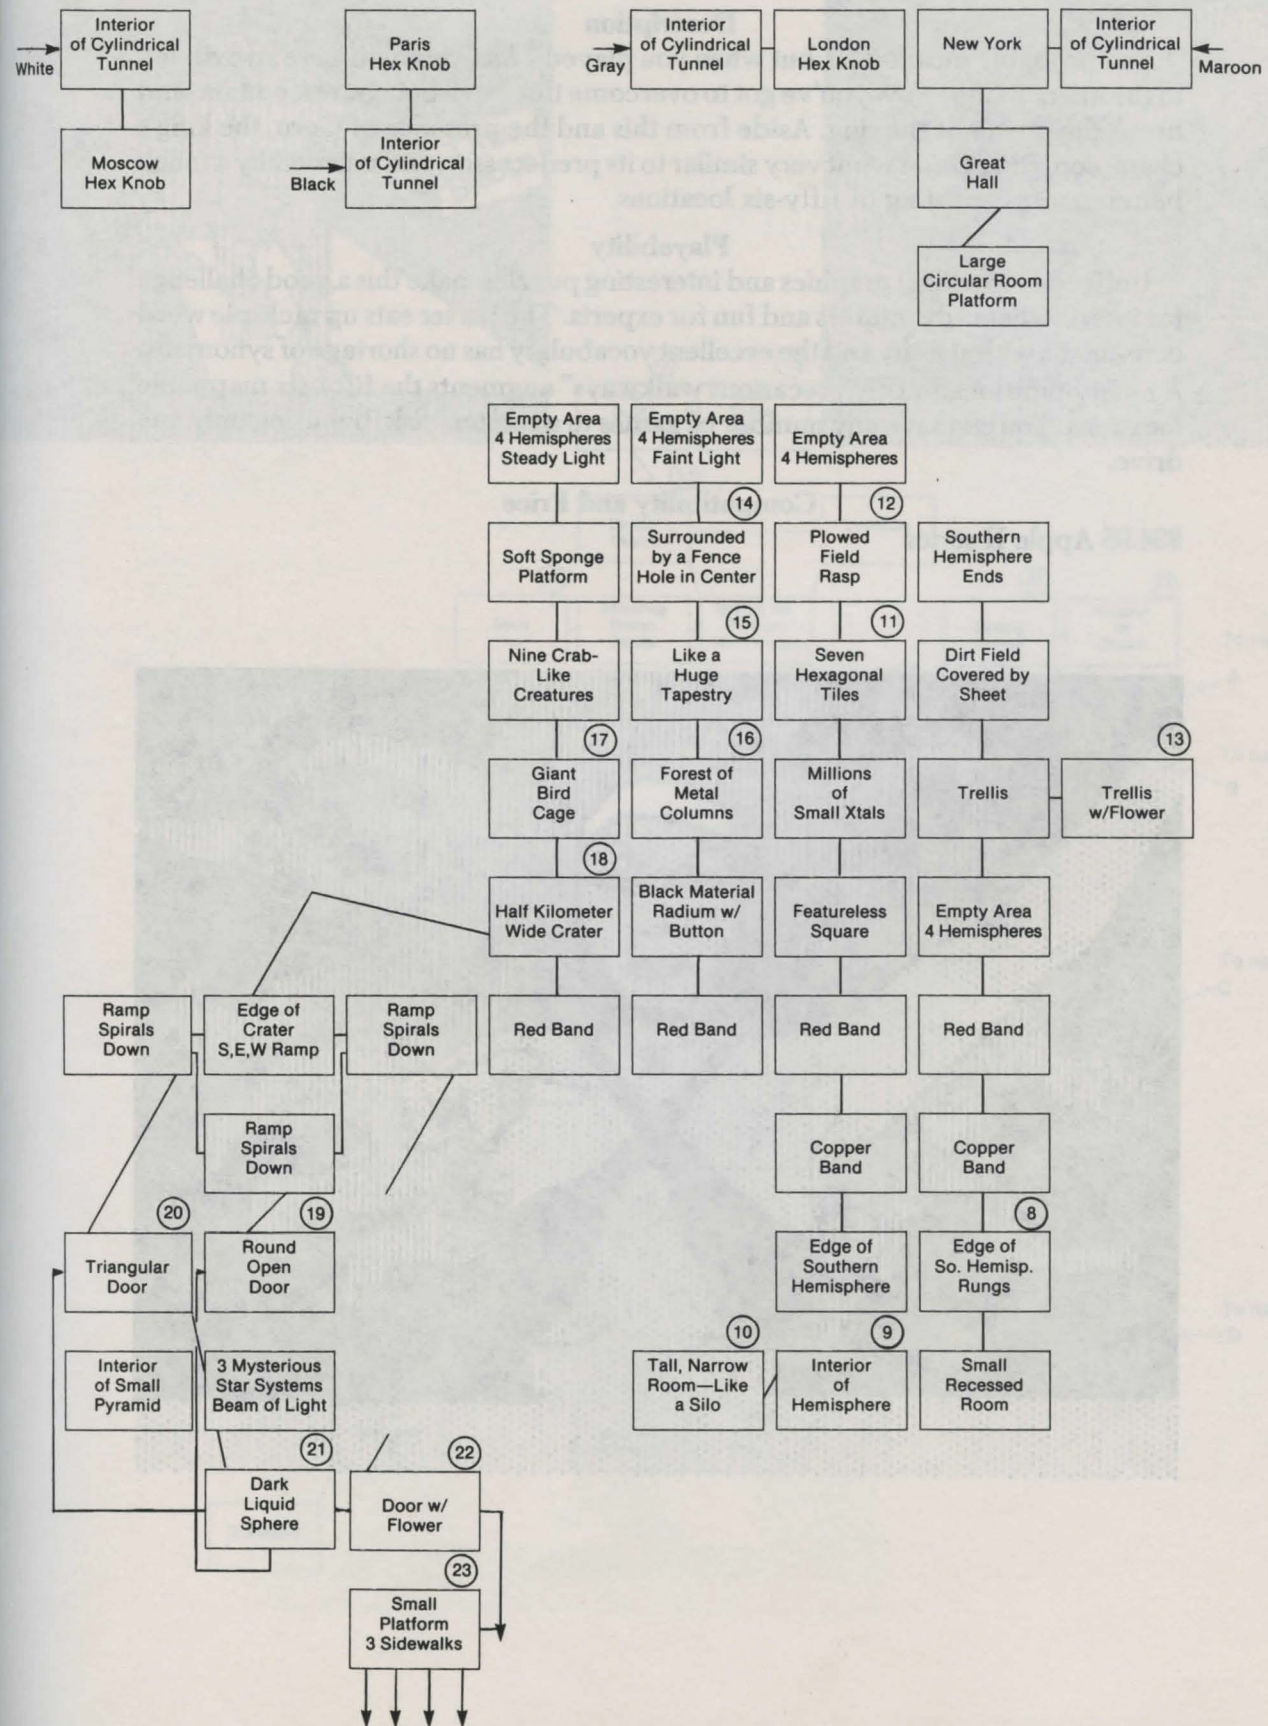 Interior
of Cylindrical
Tunnel
White
Paris
Hex Knob
Interior
of Cylindrical
Tunnel
Gray
London
Hex Knob
New York
Interior
of Cylindrical
Tunnel
Maroon
Moscow
Hex Knob
Interior
of Cylindrical
Tunnel
Black
Great
Hall
Large
Circular Room
Platform
Empty Area
4 Hemispheres
Steady Light
Empty Area
4 Hemispheres
Faint Light
Empty Area
4 Hemispheres
14
12
Soft Sponge
Platform
Surrounded
by a Fence
Hole in Center
Plowed
Field
Rasp
Southern
Hemisphere
Ends
15
11
Nine Crab-
Like
Creatures
Like a
Huge
Tapestry
Seven
Hexagonal
Tiles
Dirt Field
Covered by
Sheet
17
16
13
Giant
Bird
Cage
Forest of
Metal
Columns
Millions
of
Small Xtals
Trellis
Trellis
w/Flower
18
Half Kilometer
Wide Crater
Black Material
Radium w/
Button
Featureless
Square
Empty Area
4 Hemispheres
Ramp
Spirals
Down
Edge of
Crater
S,E,W Ramp
Ramp
Spirals
Down
Red Band
Red Band
Red Band
Red Band
Ramp
Spirals
Down
Copper
Band
Copper
Band
20
19
8
Triangular
Door
Round
Open
Door
Edge of
Southern
Hemisphere
Edge of
So. Hemisp.
Rungs
10
9
Interior
of Small
Pyramid
3 Mysterious
Star Systems
Beam of Light
Tall, Narrow
Room—Like
a Silo
Interior
of
Hemisphere
Small
Recessed
Room
21
22
Dark
Liquid
Sphere
Door w/
Flower
23
Small
Platform
3 Sidewalks